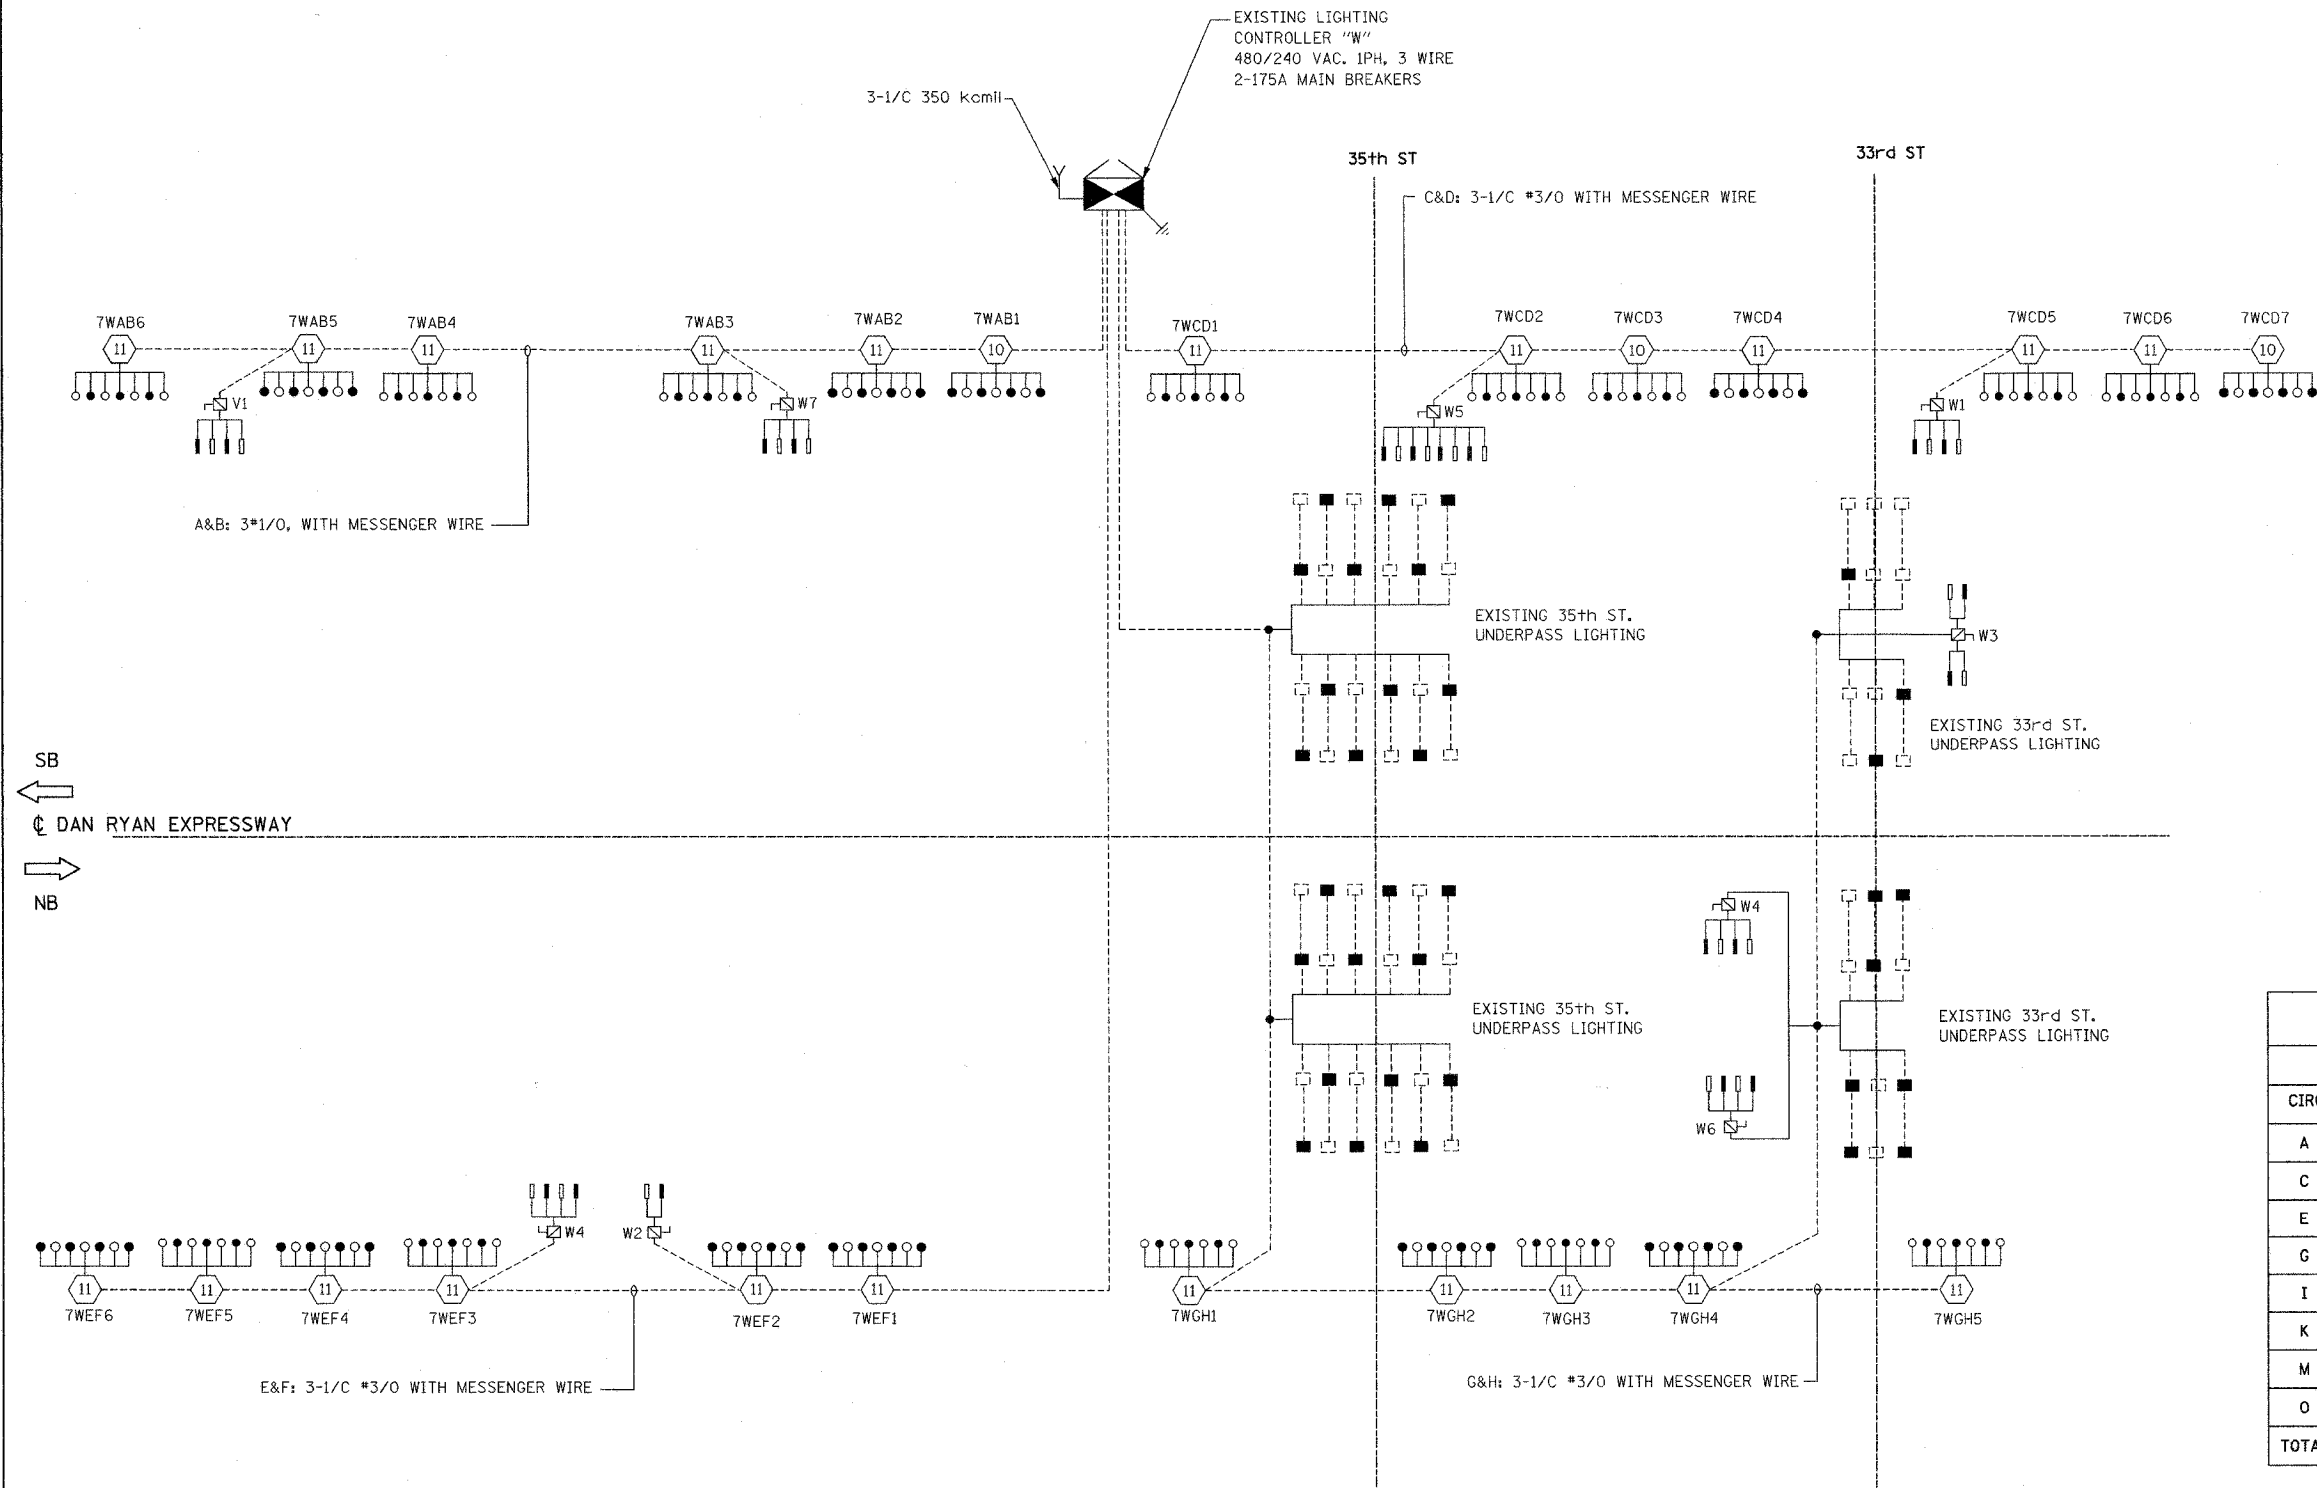 EXISTING LIGHTING
CONTROLLER "W"
480/240 VAC. 1PH, 3 WIRE
2-175A MAIN BREAKERS
3-1/C 350 kcmil
35th ST
33rd ST
C&D: 3-1/C #3/0 WITH MESSENGER WIRE
7WAB6
7WAB5
7WAB4
7WAB3
7WAB2
7WAB1
7WCD1
7WCD2
7WCD3
7WCD4
7WCD5
7WCD6
7WCD7
11
11
11
11
11
10
11
11
10
11
11
11
10
V1
W7
W5
W1
A&B: 3#1/0, WITH MESSENGER WIRE
EXISTING 35th ST.
UNDERPASS LIGHTING
W3
EXISTING 33rd ST.
UNDERPASS LIGHTING
SB
℄ DAN RYAN EXPRESSWAY
NB
W4
EXISTING 35th ST.
UNDERPASS LIGHTING
EXISTING 33rd ST.
UNDERPASS LIGHTING
W6
W4
W2
11
11
11
11
11
11
11
11
11
11
11
7WEF6
7WEF5
7WEF4
7WEF3
7WEF2
7WEF1
7WGH1
7WGH2
7WGH3
7WGH4
7WGH5
E&F: 3-1/C #3/0 WITH MESSENGER WIRE
G&H: 3-1/C #3/0 WITH MESSENGER WIRE
A
C
E
G
I
K
M
O